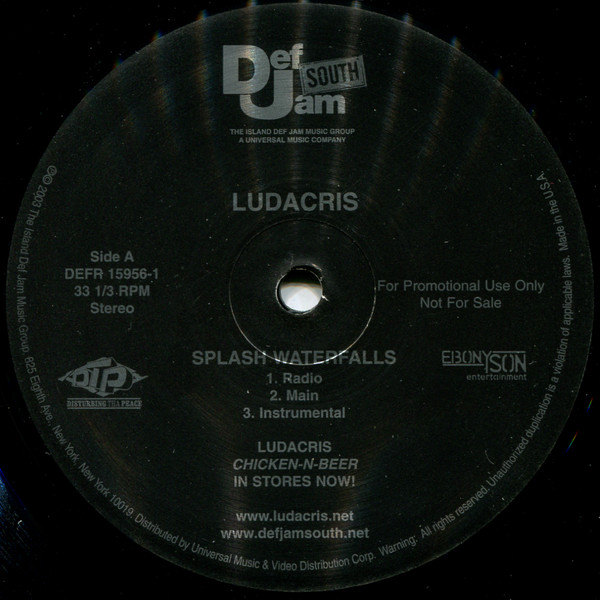 Def
Jam
SOUTH
THE ISLAND DEF JAM MUSIC GROUP
A UNIVERSAL MUSIC COMPANY
LUDACRIS
Side A
DEFR 15956-1
33 1/3 RPM
Stereo
For Promotional Use Only
Not For Sale
SPLASH WATERFALLS
1. Radio
2. Main
3. Instrumental
DTP
DISTURBING THA PEACE
EBONYSON
entertainment
LUDACRIS
CHICKEN-N-BEER
IN STORES NOW!
www.ludacris.net
www.defjamsouth.net
℗© 2003 The Island Def Jam Music Group, 825 Eighth Ave. New York, New York 10019. Distributed by Universal Music & Video Distribution Corp. Warning: All rights reserved. Unauthorized duplication is a violation of applicable laws. Made in the U.S.A.